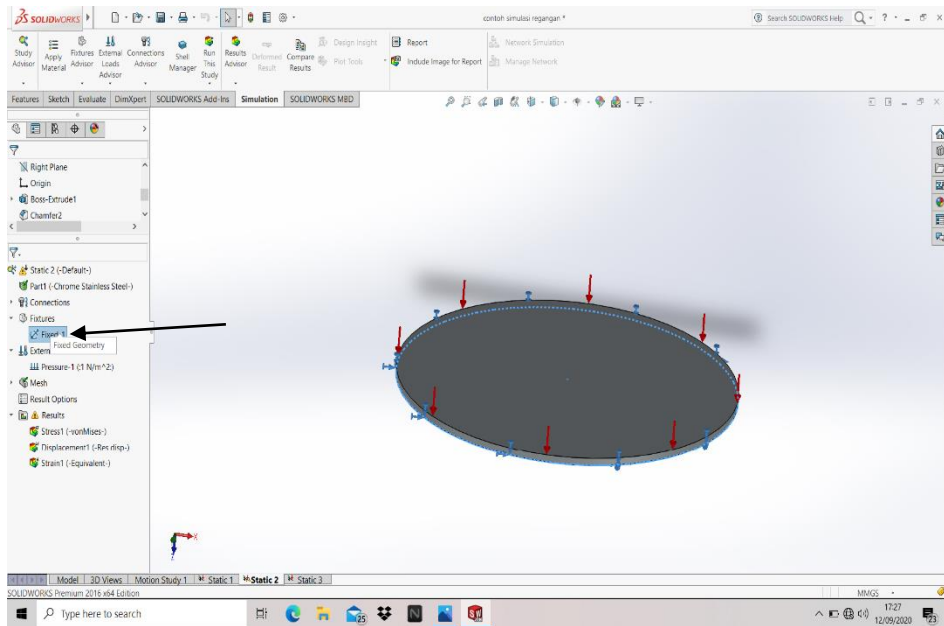 SOLIDWORKS
contoh simulasi regangan *
Search SOLIDWORKS Help
Study Advisor
Apply Material
Fixtures Advisor
External Loads Advisor
Connections Advisor
Shell Manager
Run This Study
Results Advisor
Deformed Result
Compare Results
Design Insight
Plot Tools
Report
Include Image for Report
Network Simulation
Manage Network
Features Sketch Evaluate DimXpert SOLIDWORKS Add-Ins Simulation SOLIDWORKS MBD
Right Plane
Origin
Boss-Extrude1
Chamfer2
Static 2 (-Default-)
Part1 (-Chrome Stainless Steel-)
Connections
Fixtures
Fixed-1
Fixed Geometry
Extern
Pressure-1 (:1 N/m^2:)
Mesh
Result Options
Results
Stress1 (-vonMises-)
Displacement1 (-Res disp-)
Strain1 (-Equivalent-)
X
Model 3D Views Motion Study 1 Static 1 Static 2 Static 3
SOLIDWORKS Premium 2016 x64 Edition
MMGS
Type here to search
25
17:27
12/09/2020
23